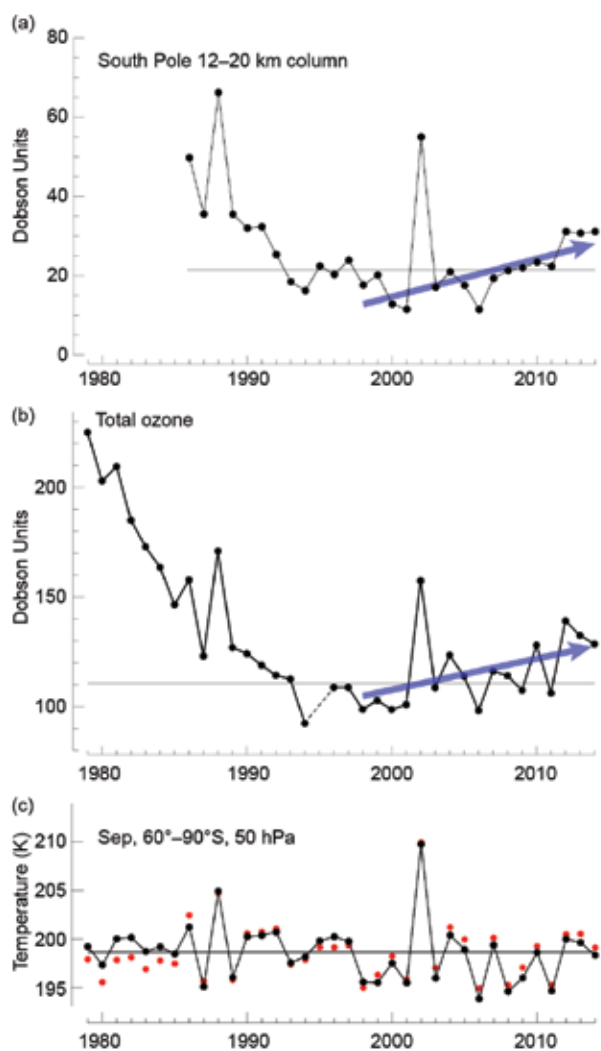 (a)
80
South Pole 12–20 km column
60
Dobson Units
40
20
0
1980 1990 2000 2010
(b)
Total ozone
200
Dobson Units
150
100
1980 1990 2000 2010
(c)
210
Sep, 60°–90°S, 50 hPa
Temperature (K)
205
200
195
1980 1990 2000 2010